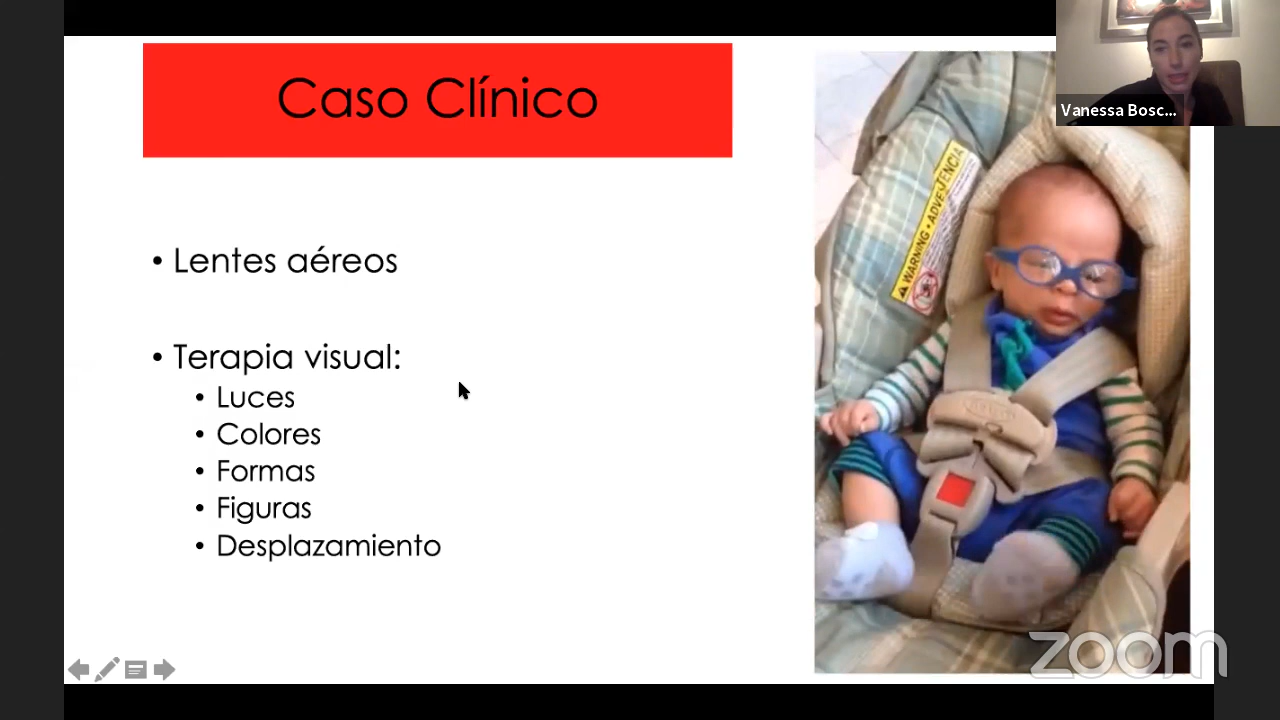 Caso Clínico
Vanessa Bosc...
• Lentes aéreos
• Terapia visual:
• Luces
• Colores
• Formas
• Figuras
• Desplazamiento
WARNING • ADVERTENCIA
zoom